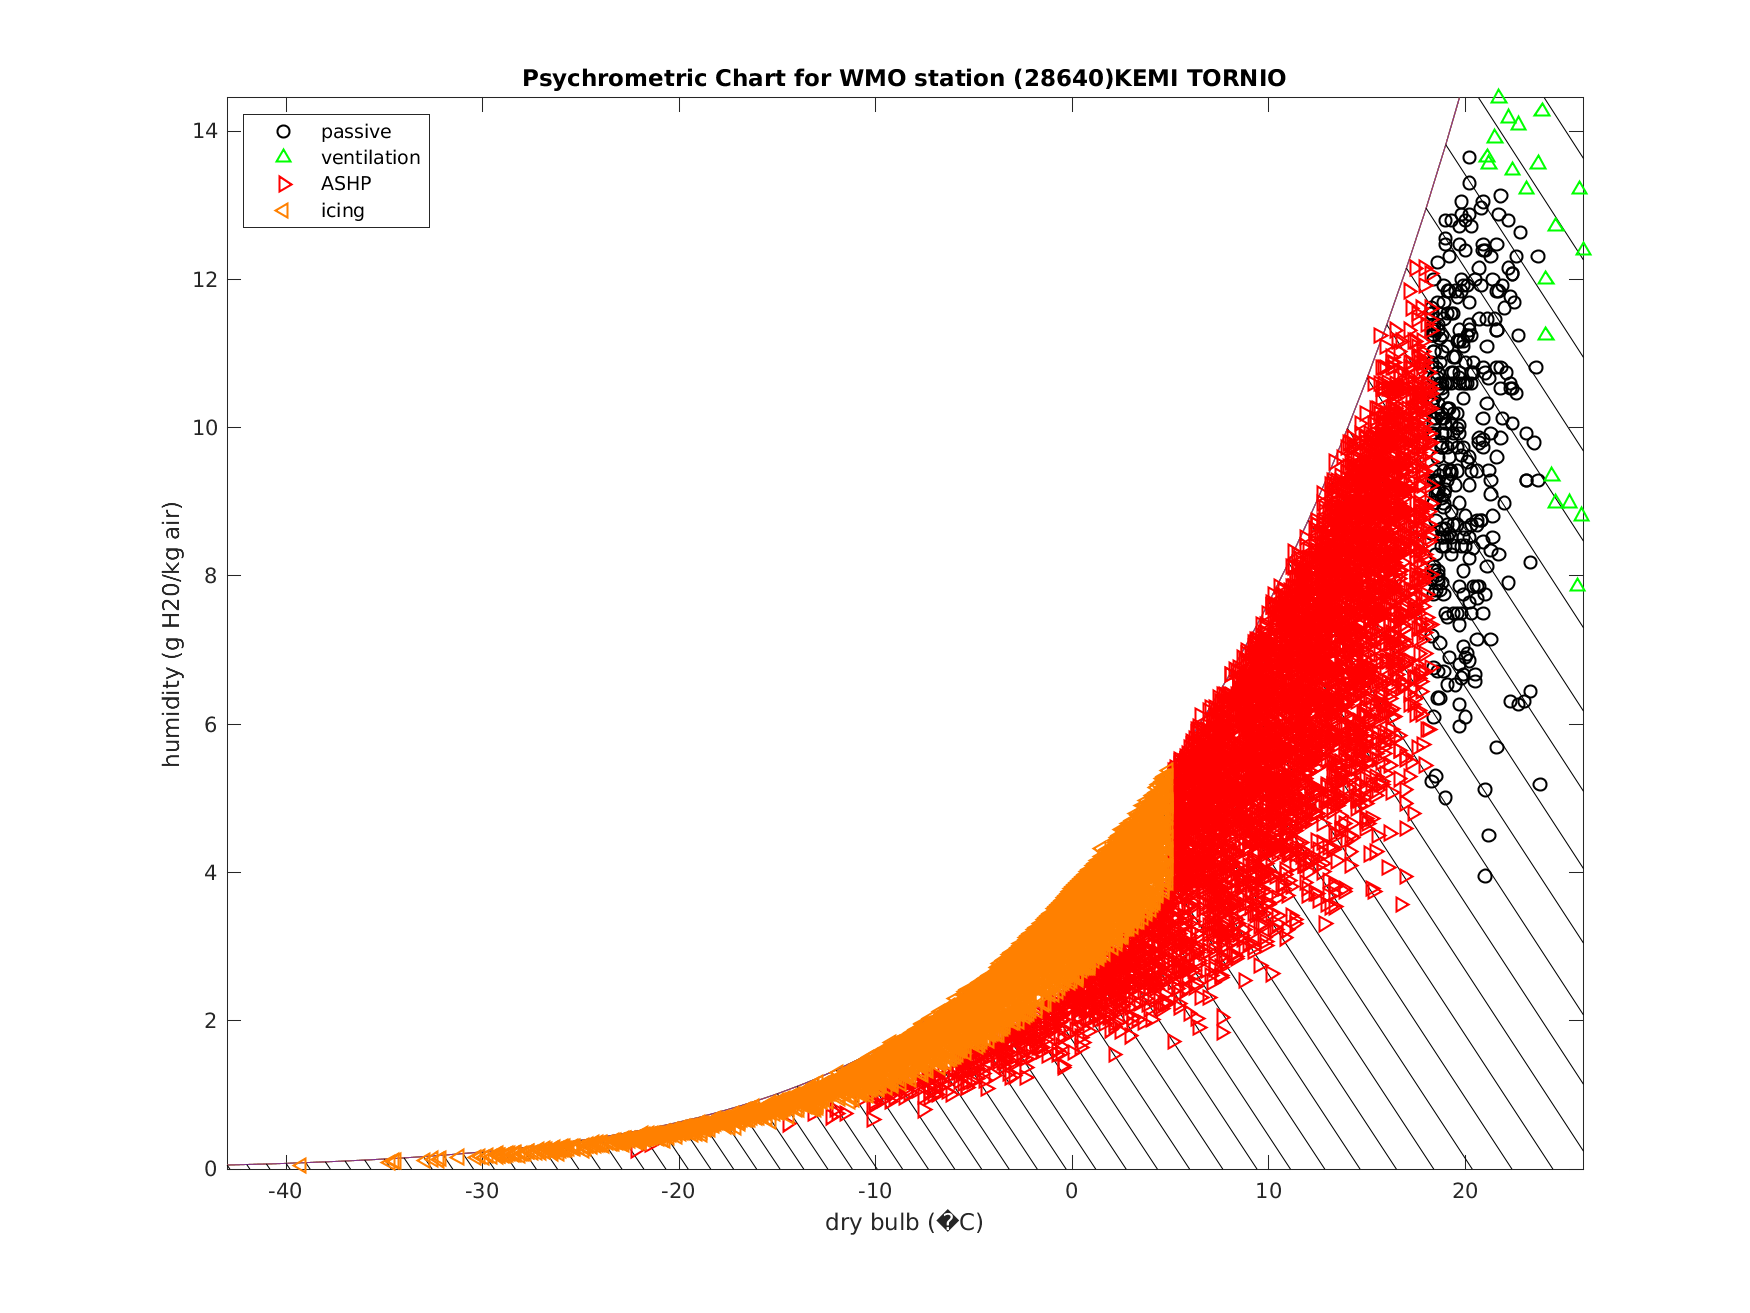 Psychrometric Chart for WMO station (28640)KEMI TORNIO
passive
ventilation
ASHP
icing
14
12
10
8
6
4
2
0
humidity (g H20/kg air)
-40 -30 -20 -10 0 10 20
dry bulb (�C)